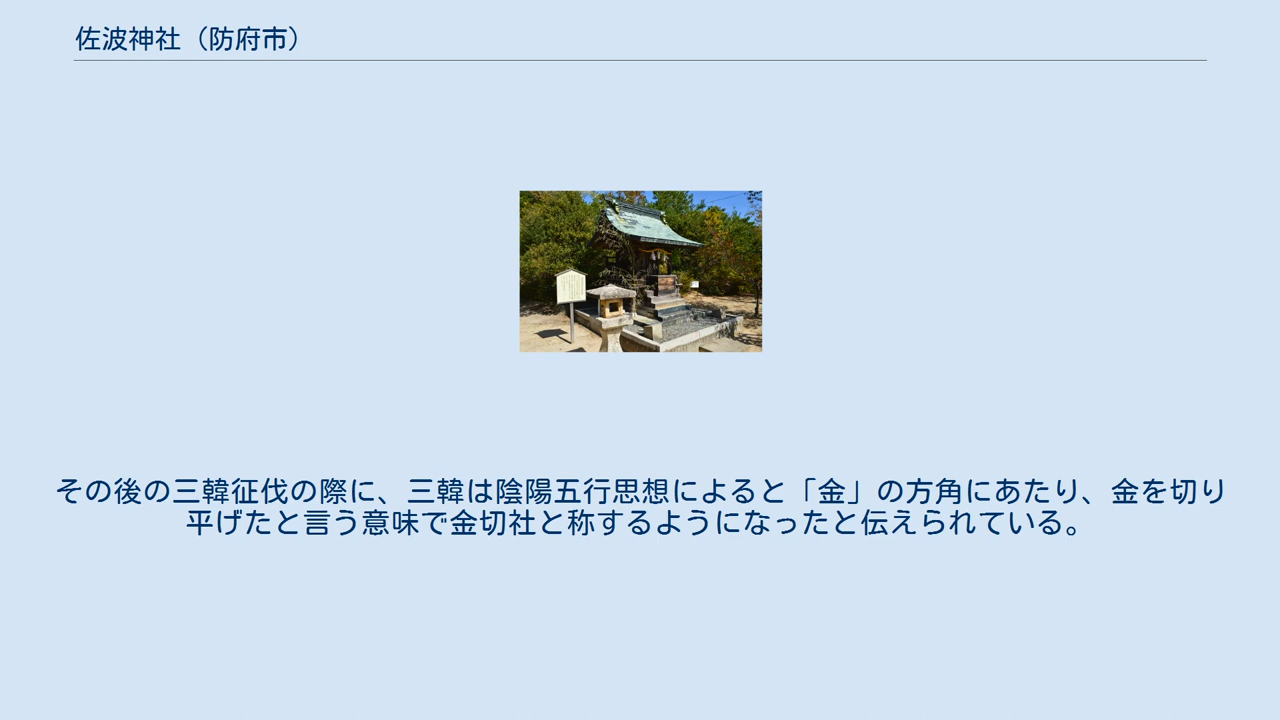 佐波神社（防府市）
その後の三韓征伐の際に、三韓は陰陽五行思想によると「金」の方角にあたり、金を切り
平げたと言う意味で金切社と称するようになったと伝えられている。